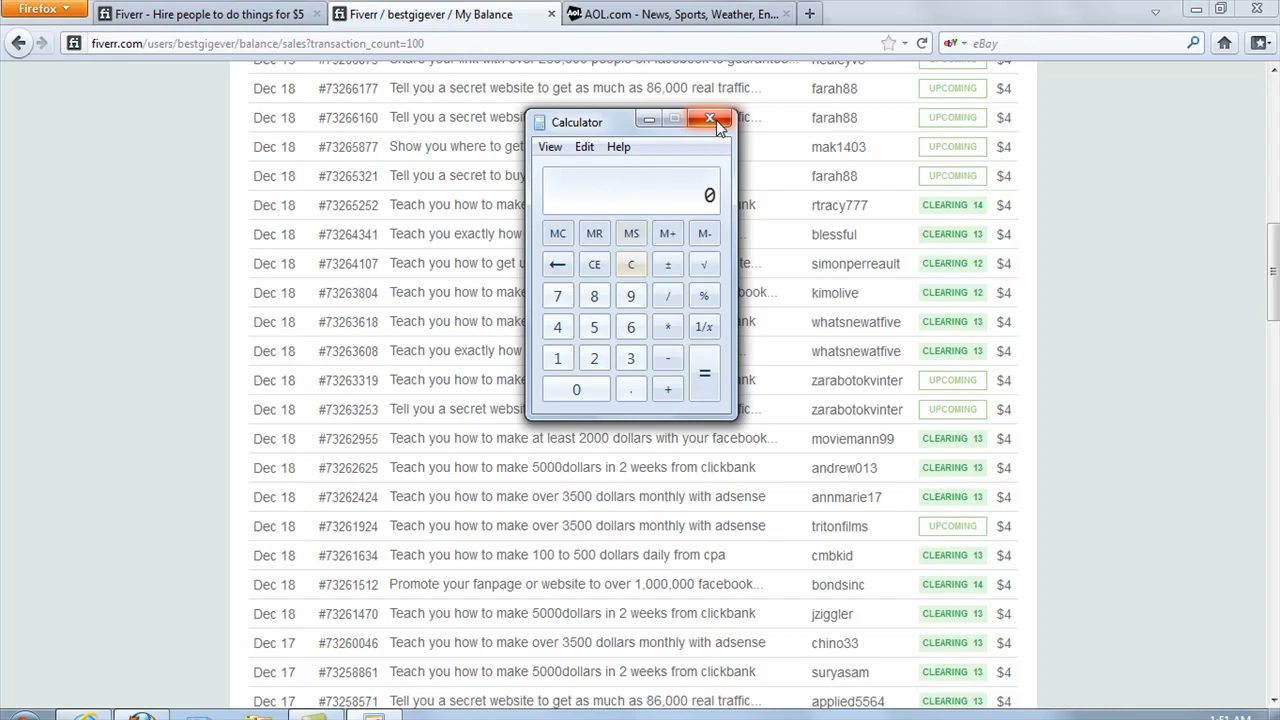 Firefox
Fiverr - Hire people to do things for $5
Fiverr / bestgigever / My Balance
Aol AOL.com - News, Sports, Weather, En...
fiverr.com/users/bestgigever/balance/sales?transaction_count=100
eBay
Dec 18 Share your link with over
Dec 18 #73266177 Tell you a secret website to get as much as 86,000 real traffic... farah88 UPCOMING $4
Dec 18 #73266160 Tell you a secret webs c... farah88 UPCOMING $4
Dec 18 #73265877 Show you where to get mak1403 UPCOMING $4
Dec 18 #73265321 Tell you a secret to buy farah88 UPCOMING $4
Dec 18 #73265252 Teach you how to make ank rtracy777 CLEARING 14 $4
Dec 18 #73264341 Teach you exactly how blessful CLEARING 13 $4
Dec 18 #73264107 Teach you how to get u te... simonperreault CLEARING 12 $4
Dec 18 #73263804 Teach you how to make book... kimolive CLEARING 12 $4
Dec 18 #73263618 Teach you how to make ank whatsnewatfive CLEARING 13 $4
Dec 18 #73263608 Teach you exactly how whatsnewatfive CLEARING 13 $4
Dec 18 #73263319 Teach you how to make ank zarabotokvinter UPCOMING $4
Dec 18 #73263253 Tell you a secret webs c... zarabotokvinter UPCOMING $4
Dec 18 #73262955 Teach you how to make at least 2000 dollars with your facebook... moviemann99 CLEARING 13 $4
Dec 18 #73262625 Teach you how to make 5000dollars in 2 weeks from clickbank andrew013 CLEARING 13 $4
Dec 18 #73262424 Teach you how to make over 3500 dollars monthly with adsense annmarie17 CLEARING 13 $4
Dec 18 #73261924 Teach you how to make over 3500 dollars monthly with adsense tritonfilms UPCOMING $4
Dec 18 #73261634 Teach you how to make 100 to 500 dollars daily from cpa cmbkid CLEARING 13 $4
Dec 18 #73261512 Promote your fanpage or website to over 1,000,000 facebook... bondsinc CLEARING 14 $4
Dec 18 #73261470 Teach you how to make 5000dollars in 2 weeks from clickbank jziggler CLEARING 13 $4
Dec 17 #73260046 Teach you how to make over 3500 dollars monthly with adsense chino33 CLEARING 13 $4
Dec 17 #73258861 Teach you how to make 5000dollars in 2 weeks from clickbank suryasam CLEARING 13 $4
Dec 17 #73258571 Tell you a secret website to get as much as 86,000 real traffic... applied5564 CLEARING 13 $4
Calculator
View Edit Help
0
MC MR MS M+ M-
← CE C ± √
7 8 9 / %
4 5 6 * 1/x
1 2 3 - =
0 . +
1:51 AM